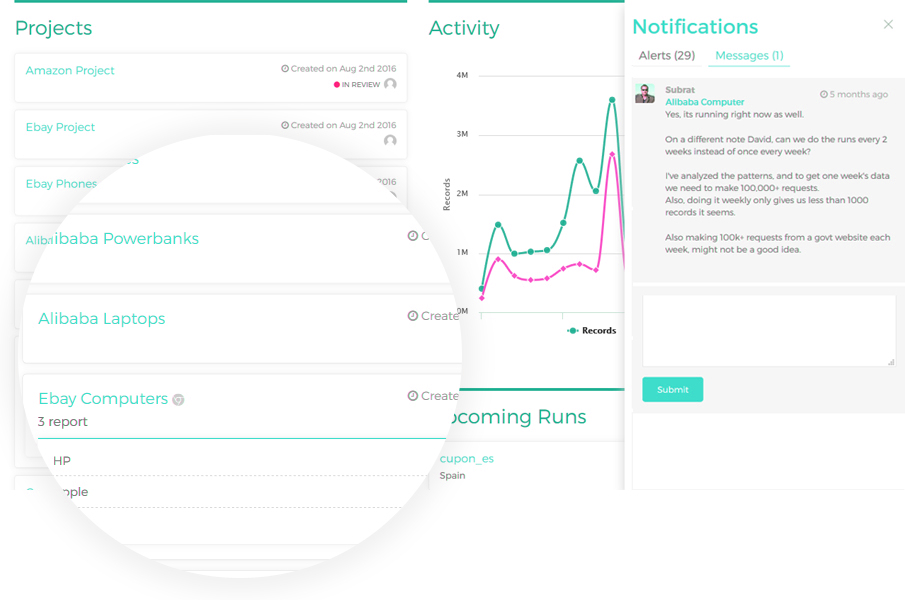 Projects
Amazon Project
Created on Aug 2nd 2016
IN REVIEW
Ebay Project
Created on Aug 2nd 2016
Ebay Phones
2016
Alibaba Powerbanks
Alibaba Laptops
Create
Ebay Computers
Create
3 report
HP
Activity
4M
3M
2M
1M
0M
Records
Records
Upcoming Runs
cupon_es
Spain
Notifications
Alerts (29)
Messages (1)
Subrat
5 months ago
Alibaba Computer
Yes, its running right now as well.
On a different note David, can we do the runs every 2
weeks instead of once every week?
I've analyzed the patterns, and to get one week's data
we need to make 100,000+ requests.
Also, doing it weekly only gives us less than 1000
records it seems.
Also making 100k+ requests from a govt website each
week, might not be a good idea.
Submit